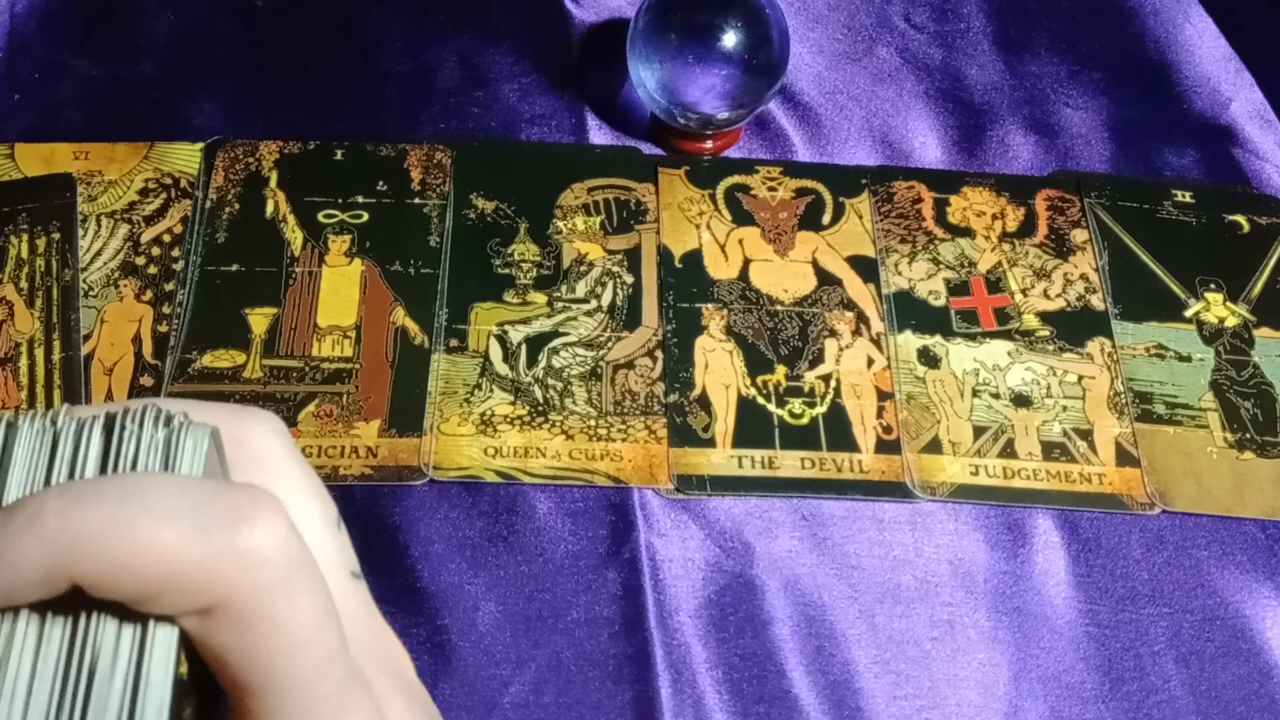 VI
I
GICIAN
QUEEN of CUPS.
THE DEVIL.
JUDGEMENT.
II